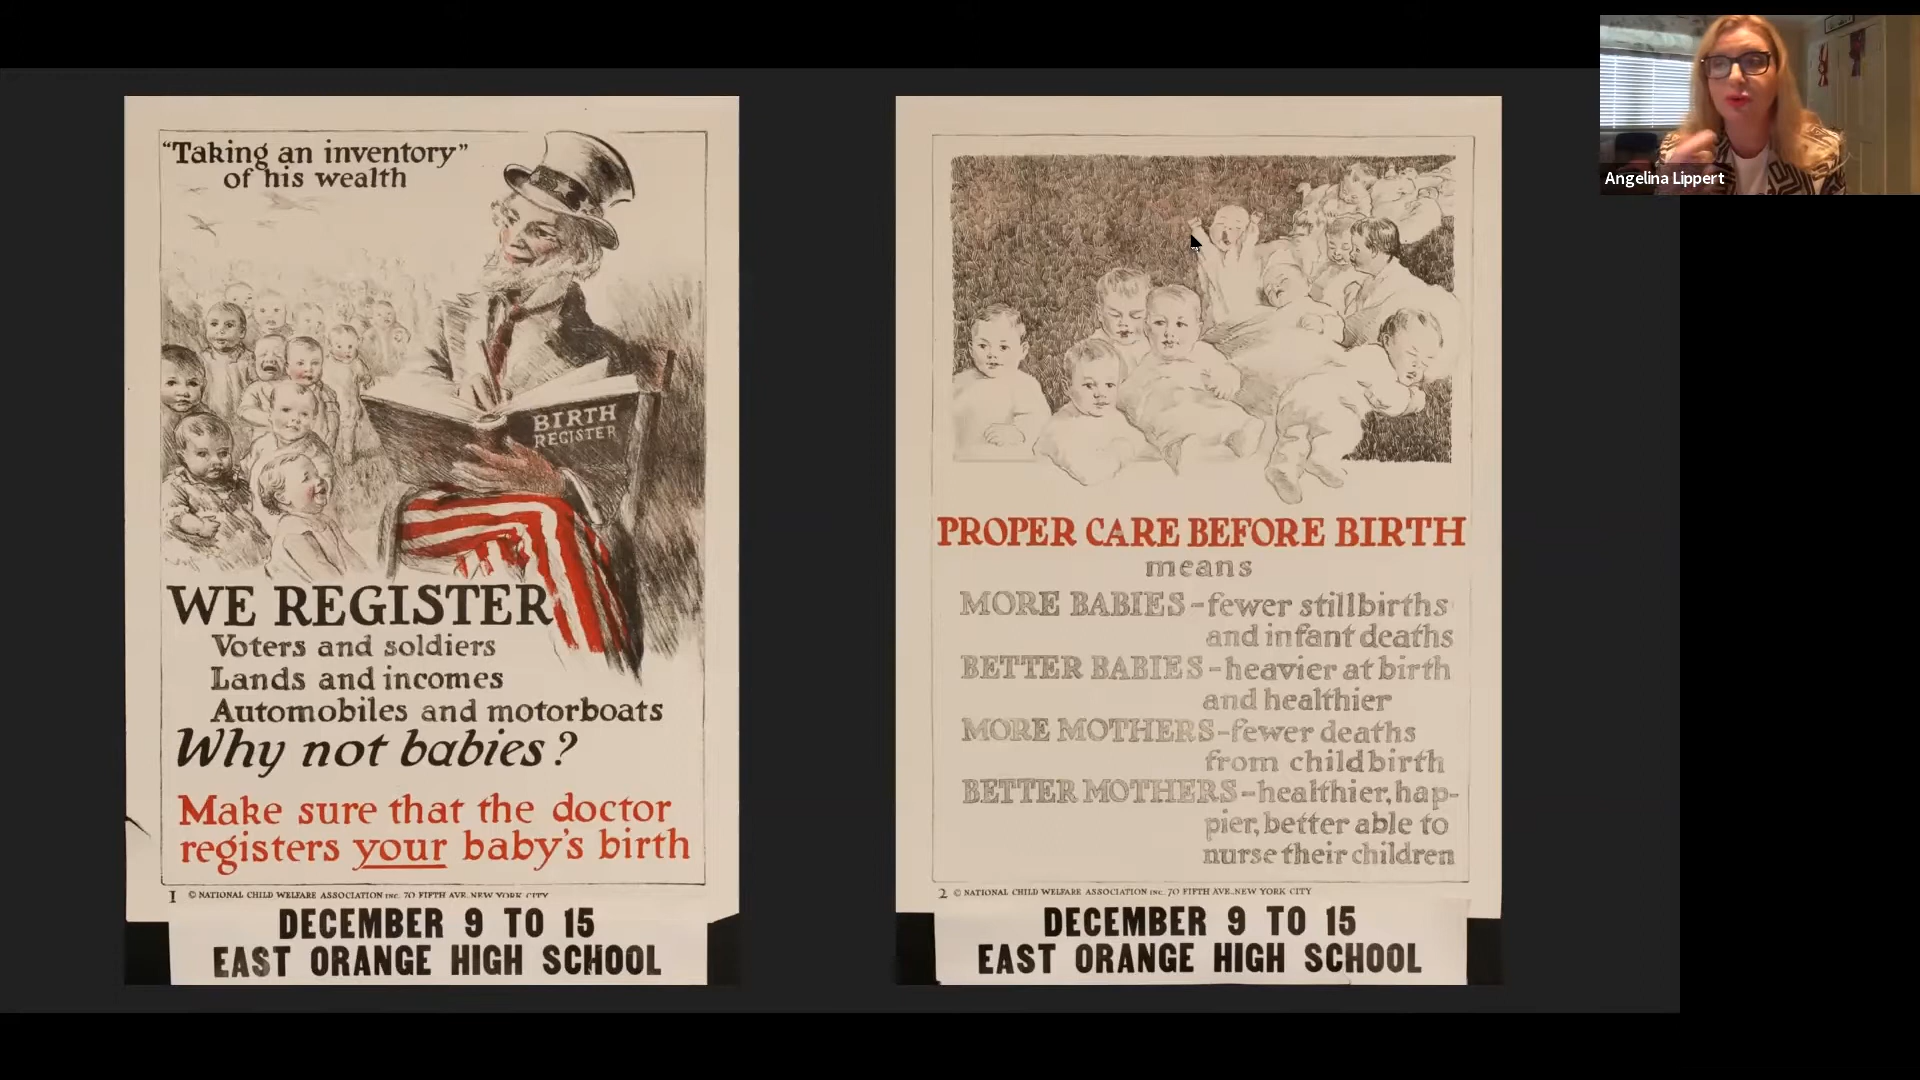 "Taking an inventory"
of his wealth
BIRTH
REGISTER
WE REGISTER
Voters and soldiers
Lands and incomes
Automobiles and motorboats
Why not babies?
Make sure that the doctor
registers your baby's birth
1 © NATIONAL CHILD WELFARE ASSOCIATION INC. 70 FIFTH AVE. NEW YORK CITY
DECEMBER 9 TO 15
EAST ORANGE HIGH SCHOOL
PROPER CARE BEFORE BIRTH
means
MORE BABIES - fewer stillbirths
and infant deaths
BETTER BABIES - heavier at birth
and healthier
MORE MOTHERS - fewer deaths
from childbirth
BETTER MOTHERS - healthier, hap-
pier, better able to
nurse their children
2 © NATIONAL CHILD WELFARE ASSOCIATION INC. 70 FIFTH AVE. NEW YORK CITY
DECEMBER 9 TO 15
EAST ORANGE HIGH SCHOOL
Angelina Lippert